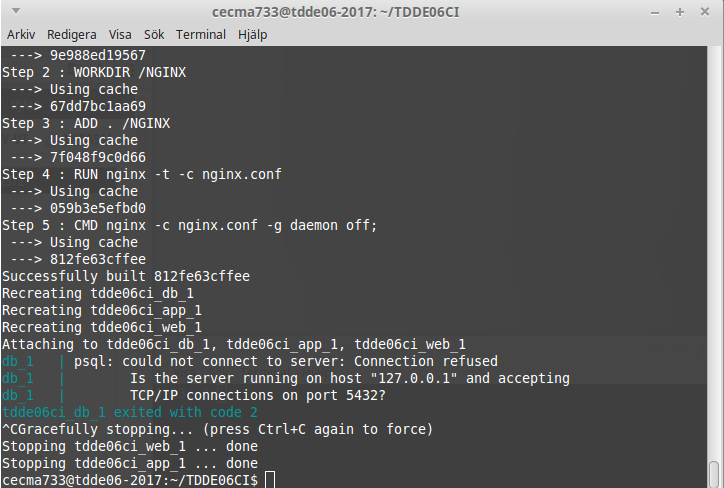 cecma733@tdde06-2017: ~/TDDE06CI
Arkiv Redigera Visa Sök Terminal Hjälp
---> 9e988ed19567
Step 2 : WORKDIR /NGINX
---> Using cache
---> 67dd7bc1aa69
Step 3 : ADD . /NGINX
---> Using cache
---> 7f048f9c0d66
Step 4 : RUN nginx -t -c nginx.conf
---> Using cache
---> 059b3e5efbd0
Step 5 : CMD nginx -c nginx.conf -g daemon off;
---> Using cache
---> 812fe63cffee
Successfully built 812fe63cffee
Recreating tdde06ci_db_1
Recreating tdde06ci_app_1
Recreating tdde06ci_web_1
Attaching to tdde06ci_db_1, tdde06ci_app_1, tdde06ci_web_1
db_1   | psql: could not connect to server: Connection refused
db_1   |        Is the server running on host "127.0.0.1" and accepting
db_1   |        TCP/IP connections on port 5432?
tdde06ci_db_1 exited with code 2
^CGracefully stopping... (press Ctrl+C again to force)
Stopping tdde06ci_web_1 ... done
Stopping tdde06ci_app_1 ... done
cecma733@tdde06-2017:~/TDDE06CI$